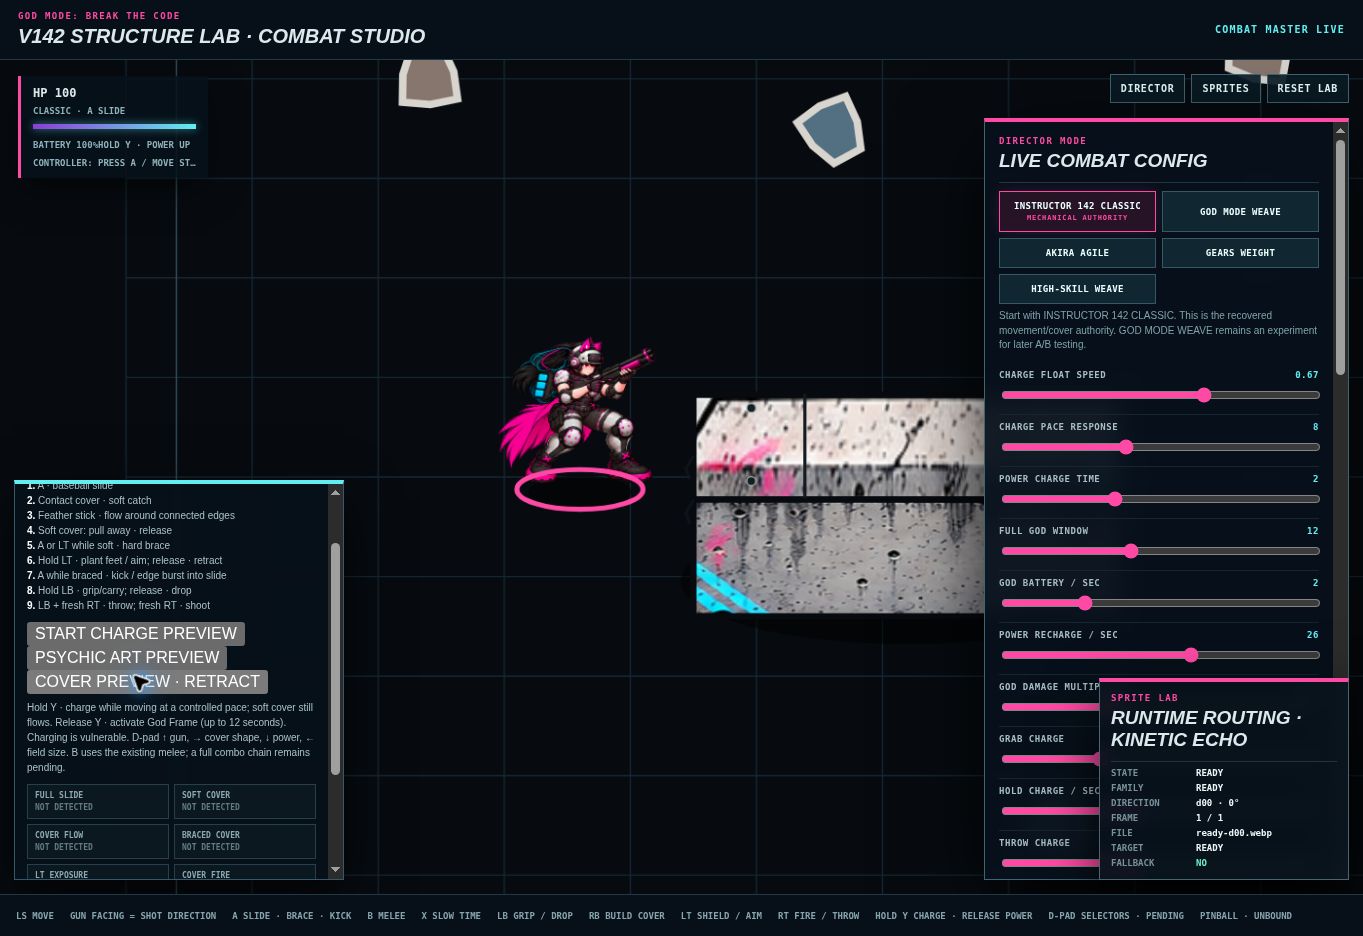 GOD MODE: BREAK THE CODE
V142 STRUCTURE LAB · COMBAT STUDIO
COMBAT MASTER LIVE
HP 100
CLASSIC · A SLIDE
BATTERY 100%HOLD Y · POWER UP
CONTROLLER: PRESS A / MOVE ST…
DIRECTOR
SPRITES
RESET LAB
DIRECTOR MODE
LIVE COMBAT CONFIG
INSTRUCTOR 142 CLASSIC
MECHANICAL AUTHORITY
GOD MODE WEAVE
AKIRA AGILE
GEARS WEIGHT
HIGH-SKILL WEAVE
Start with INSTRUCTOR 142 CLASSIC. This is the recovered
movement/cover authority. GOD MODE WEAVE remains an experiment
for later A/B testing.
CHARGE FLOAT SPEED 0.67
CHARGE PACE RESPONSE 8
POWER CHARGE TIME 2
FULL GOD WINDOW 12
GOD BATTERY / SEC 2
POWER RECHARGE / SEC 26
GOD DAMAGE MULTIP
GRAB CHARGE
HOLD CHARGE / SEC
THROW CHARGE
1. A · baseball slide
2. Contact cover · soft catch
3. Feather stick · flow around connected edges
4. Soft cover: pull away · release
5. A or LT while soft · hard brace
6. Hold LT · plant feet / aim; release · retract
7. A while braced · kick / edge burst into slide
8. Hold LB · grip/carry; release · drop
9. LB + fresh RT · throw; fresh RT · shoot
START CHARGE PREVIEW
PSYCHIC ART PREVIEW
COVER PREVIEW · RETRACT
Hold Y · charge while moving at a controlled pace; soft cover still
flows. Release Y · activate God Frame (up to 12 seconds).
Charging is vulnerable. D-pad ↑ gun, → cover shape, ↓ power, ←
field size. B uses the existing melee; a full combo chain remains
pending.
FULL SLIDE
NOT DETECTED
SOFT COVER
NOT DETECTED
COVER FLOW
NOT DETECTED
BRACED COVER
NOT DETECTED
LT EXPOSURE
COVER FIRE
SPRITE LAB
RUNTIME ROUTING ·
KINETIC ECHO
STATE READY
FAMILY READY
DIRECTION d00 · 0°
FRAME 1 / 1
FILE ready-d00.webp
TARGET READY
FALLBACK NO
LS MOVE GUN FACING = SHOT DIRECTION A SLIDE · BRACE · KICK B MELEE X SLOW TIME LB GRIP / DROP RB BUILD COVER LT SHIELD / AIM RT FIRE / THROW HOLD Y CHARGE · RELEASE POWER D-PAD SELECTORS · PENDING PINBALL · UNBOUND